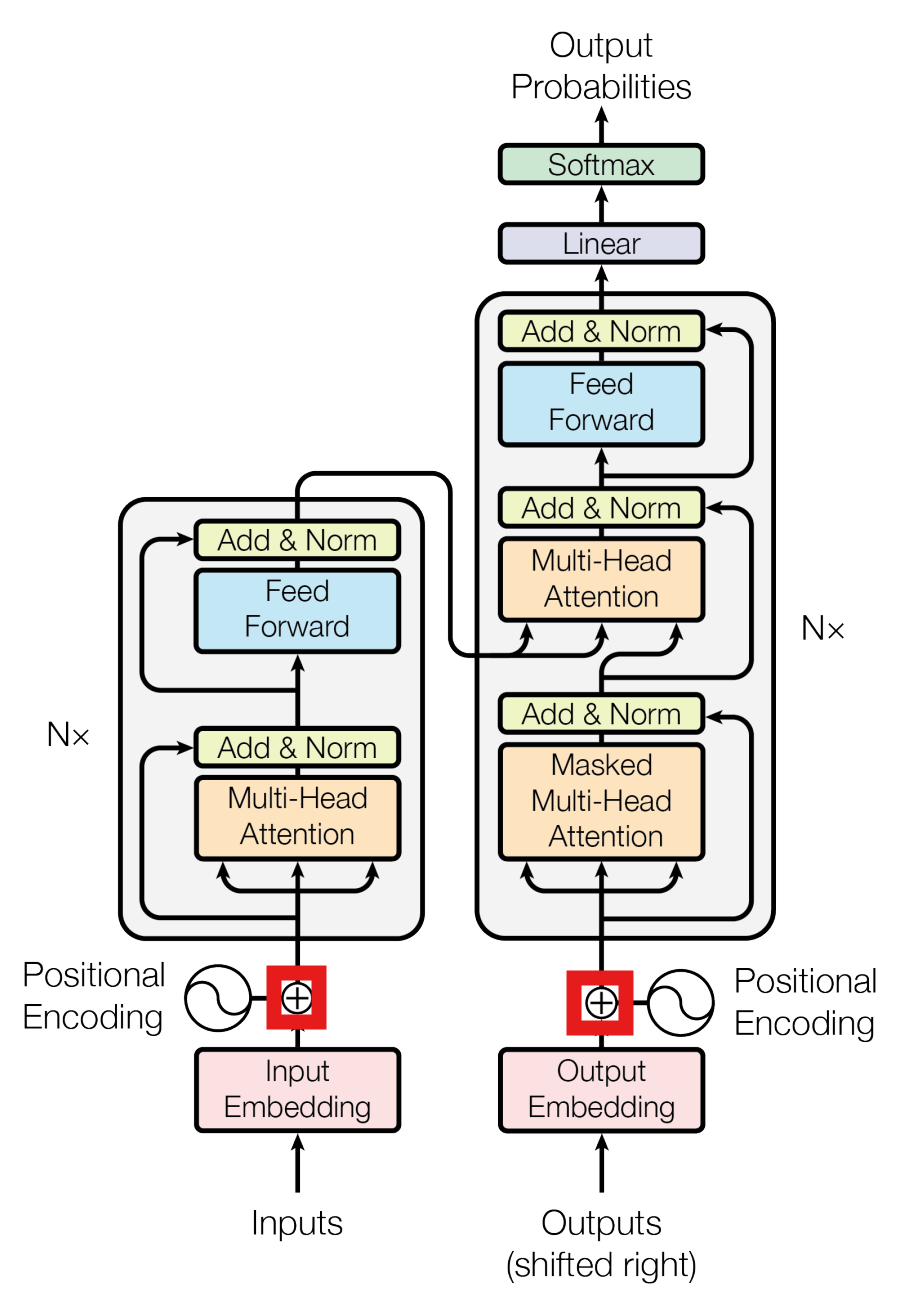 Output
Probabilities
Softmax
Linear
Add & Norm
Feed
Forward
Add & Norm
Multi-Head
Attention
Add & Norm
Masked
Multi-Head
Attention
N×
Add & Norm
Feed
Forward
Add & Norm
Multi-Head
Attention
N×
Positional
Encoding
Positional
Encoding
Input
Embedding
Output
Embedding
Inputs
Outputs
(shifted right)